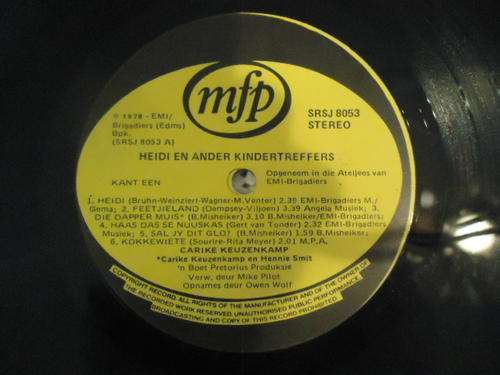 mfp
© 1978 - EMI/
Brigadiers (Edms)
Bpk.
(SRSJ 8053 A)
SRSJ 8053
STEREO
HEIDI EN ANDER KINDERTREFFERS
KANT EEN
Opgeneem in die Ateljees van
EMI-Brigadiers
1. HEIDI (Bruhn-Weinzierl-Wagner-M.Venter) 2.39 EMI-Brigadiers M./
Gema; 2. FEETJIELAND (Dempsey-Viljoen) 3.39 Angela Musiek; 3.
DIE DAPPER MUIS* (B.Misheiker) 3.10 B.Misheiker/EMI-Brigadiers;
4. HAAS DAS SE NUUSKAS (Gert van Tonder) 2.32 EMI-Brigadiers
Musiek; 5. SAL JY DIT GLO? (B.Misheiker) 1.59 B.Misheiker;
6. KOKKEWIETE (Sourire-Rita Meyer) 2.01 M.P.A.
CARIKE KEUZENKAMP
*Carike Keuzenkamp en Hennie Smit
'n Boet Pretorius Produksie
Verw. deur Mike Pilot
Opnames deur Owen Wolf
COPYRIGHT RECORD. ALL RIGHTS OF THE MANUFACTURER AND OF THE OWNER OF
THE RECORDED WORK RESERVED. UNAUTHORISED PUBLIC PERFORMANCE,
BROADCASTING AND COPY OF THIS RECORD PROHIBITED.